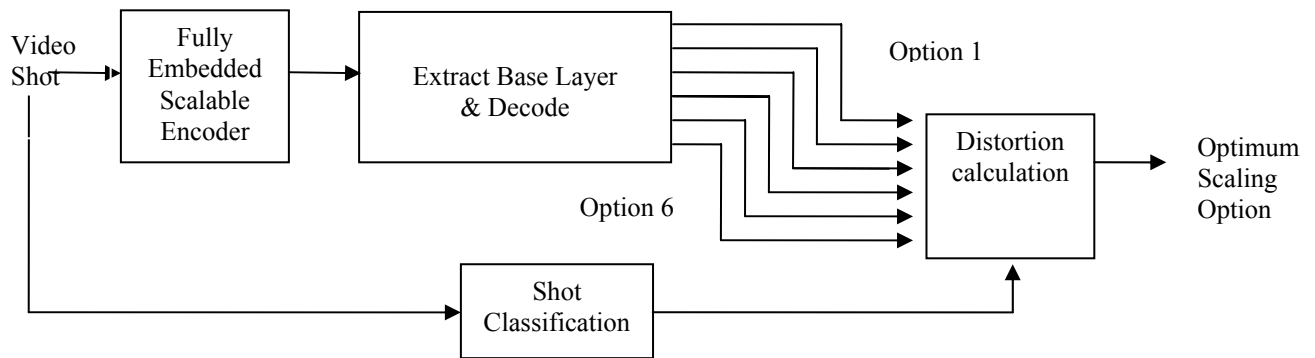 Video
Shot
Fully
Embedded
Scalable
Encoder
Extract Base Layer
& Decode
Option 1
Option 6
Distortion
calculation
Optimum
Scaling
Option
Shot
Classification